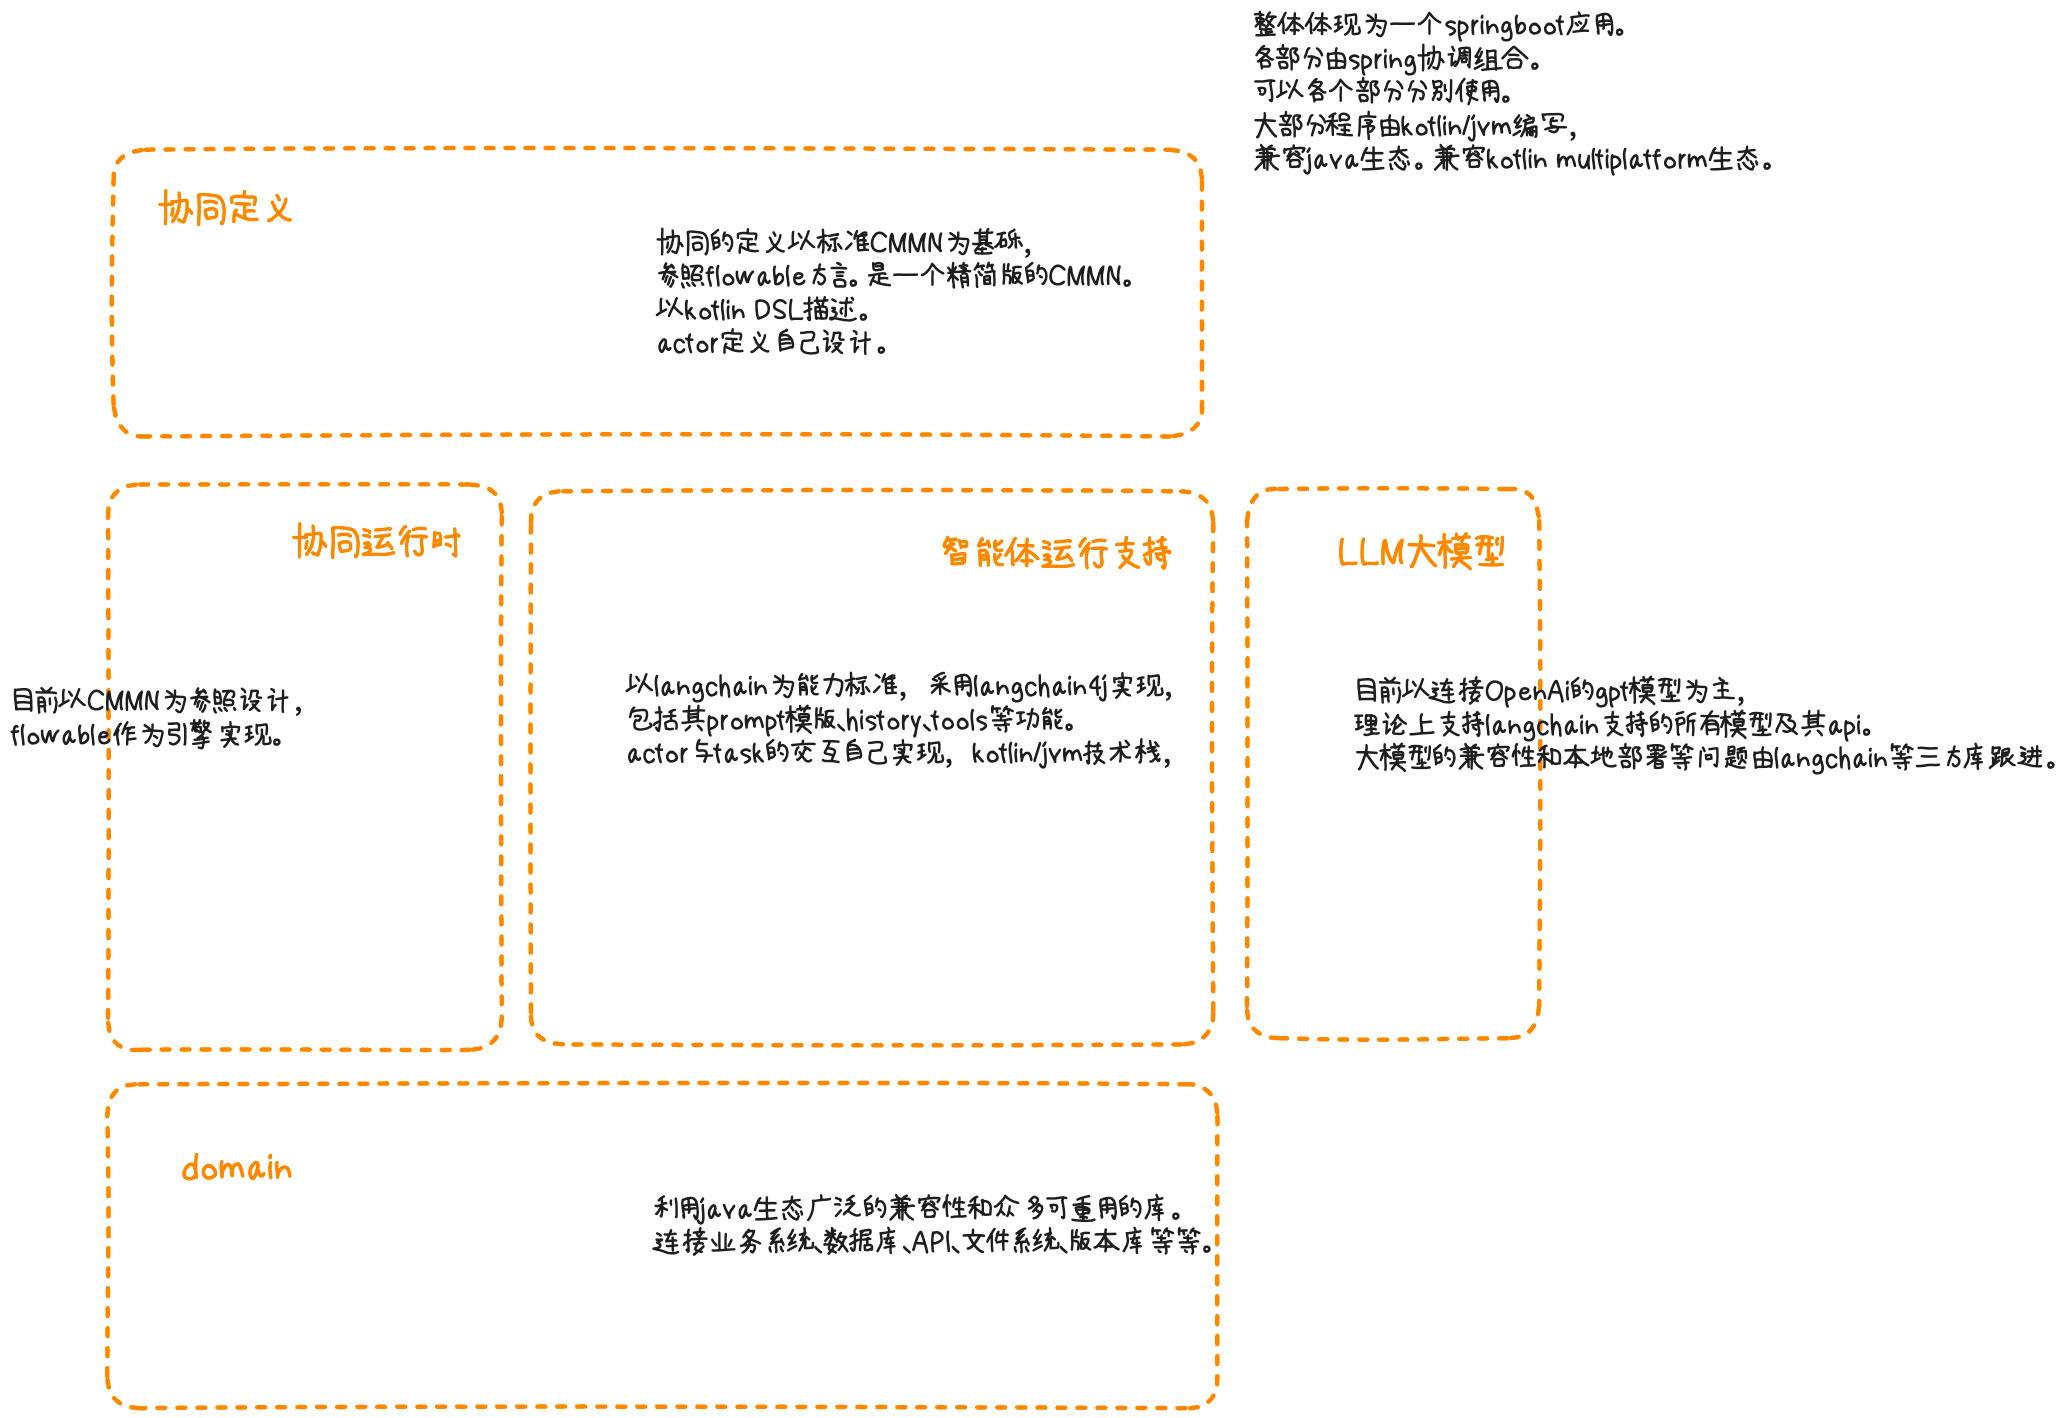 整体体现为一个springboot应用。
各部分由spring协调组合。
可以各个部分分别使用。
大部分程序由kotlin/jvm编写，
兼容java生态。兼容kotlin multiplatform生态。
协同定义
协同的定义以标准CMMN为基砾，
参照flowable方言。是一个精简版的CMMN。
以kotlin DSL描述。
actor定义自己设计。
协同运行时
目前以CMMN为参照设计，
flowable作为引擎实现。
智能体运行支持
以langchain为能力标准， 采用langchain4j实现，
包括其prompt模版、history、tools等功能。
actor与task的交互自己实现， kotlin/jvm技术栈，
LLM大模型
目前以连接OpenAi的gpt模型为主，
理论上支持langchain支持的所有模型及其api。
大模型的兼容性和本地部署等问题由langchain等三方库跟进。
domain
利用java生态广泛的兼容性和众多可重用的库。
连接业务系统、数据库、API、文件系统、版本库等等。